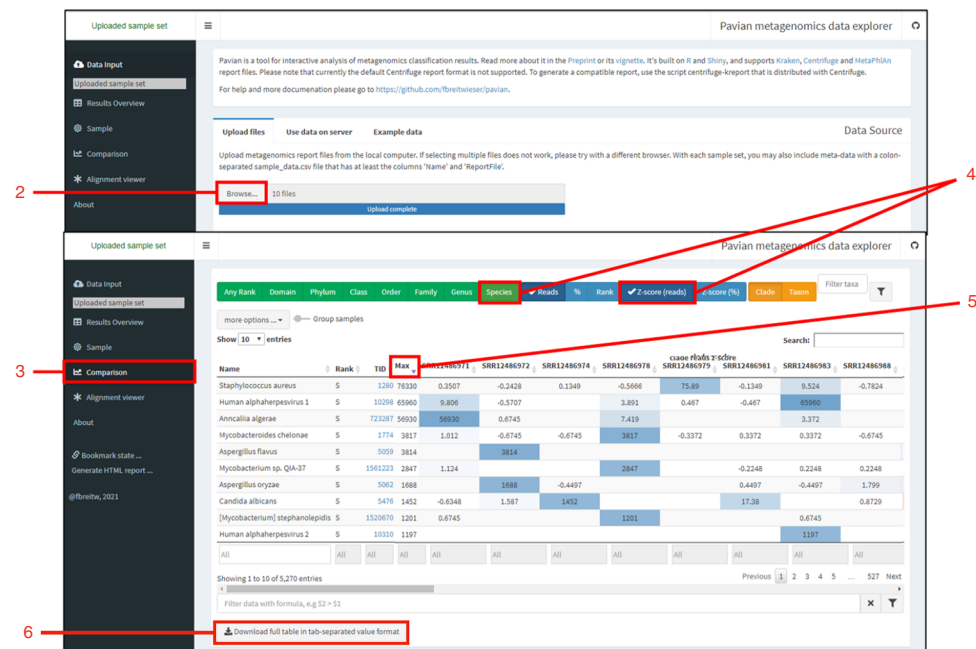 Uploaded sample set
Pavian metagenomics data explorer
Data Input
Uploaded sample set
Results Overview
Sample
Comparison
Alignment viewer
About
Pavian is a tool for interactive analysis of metagenomics classification results. Read more about it in the Preprint or its vignette. It's built on R and Shiny, and supports Kraken, Centrifuge and MetaPhlAn
report files. Please note that currently the default Centrifuge report format is not supported. To generate a compatible report, use the script centrifuge-kreport that is distributed with Centrifuge.
For help and more documenation please go to https://github.com/fbreitwieser/pavian.
Upload files Use data on server Example data Data Source
Upload metagenomics report files from the local computer. If selecting multiple files does not work, please try with a different browser. With each sample set, you may also include meta-data with a colon-
separated sample_data.csv file that has at least the columns 'Name' and 'ReportFile'.
2
Browse... 10 files
Upload complete
4
Uploaded sample set
Pavian metagenomics data explorer
Data Input
Uploaded sample set
Results Overview
Sample
3
Comparison
Alignment viewer
About
Bookmark state ...
Generate HTML report ...
@fbreitw, 2021
Any Rank Domain Phylum Class Order Family Genus Species Reads % Rank Z-score (reads) Z-score (%) Clade Taxon Filter taxa
5
more options ... Group samples
Show 10 entries Search:
clade reads z-score
Name Rank TID Max SRR12486971 SRR12486972 SRR12486974 SRR12486978 SRR12486979 SRR12486981 SRR12486983 SRR12486988
Staphylococcus aureus S 1280 76330 0.3507 -0.2428 0.1349 -0.5666 75.89 -0.1349 9.524 -0.7824
Human alphaherpesvirus 1 S 10298 65960 9.806 -0.5707 3.891 0.467 -0.467 65960
Anncaliia algerae S 723287 56930 56930 0.6745 7.419 3.372
Mycobacteroides chelonae S 1774 3817 1.012 -0.6745 -0.6745 3817 -0.3372 0.3372 0.3372 -0.6745
Aspergillus flavus S 5059 3814 3814
Mycobacterium sp. QIA-37 S 1561223 2847 1.124 2847 -0.2248 0.2248 0.2248
Aspergillus oryzae S 5062 1688 1688 -0.4497 0.4497 -0.4497 1.799
Candida albicans S 5476 1452 -0.6348 1.587 1452 17.38 0.8729
[Mycobacterium] stephanolepidis S 1520670 1201 0.6745 1201 0.6745
Human alphaherpesvirus 2 S 10310 1197 1197
All All All All All All All All All All All
Showing 1 to 10 of 5,270 entries Previous 1 2 3 4 5 ... 527 Next
Filter data with formula, e.g $2 > $1
6
Download full table in tab-separated value format